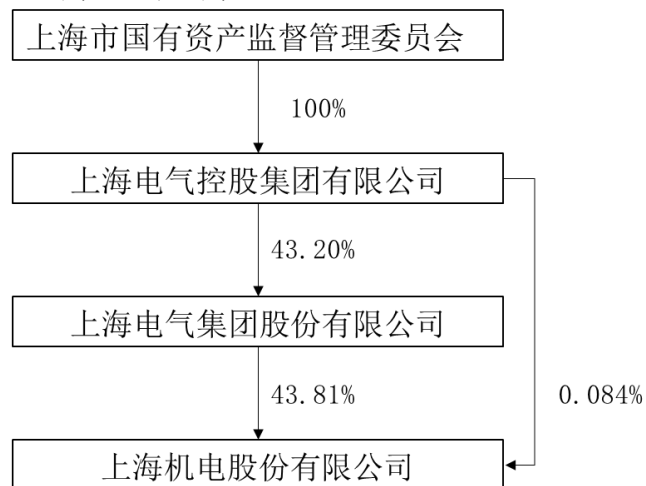 上海市国有资产监督管理委员会
100%
上海电气控股集团有限公司
43.20%
上海电气集团股份有限公司
43.81%
0.084%
上海机电股份有限公司